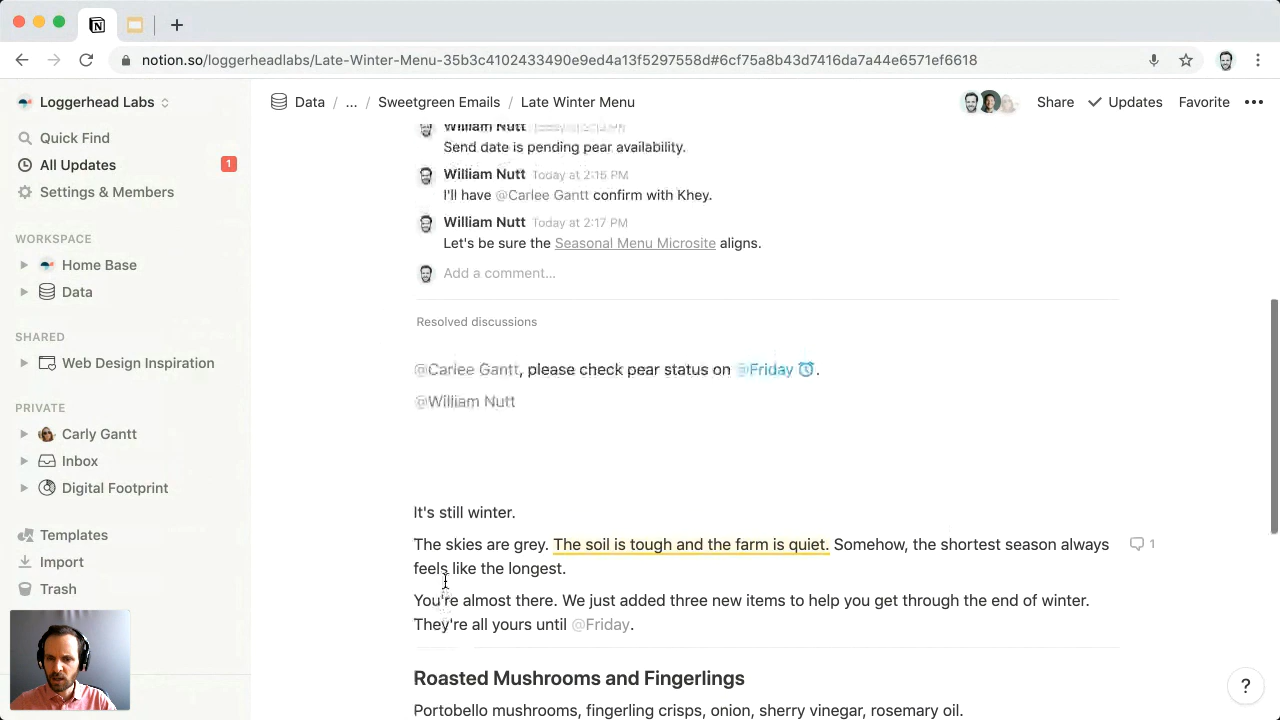 notion.so/loggerheadlabs/Late-Winter-Menu-35b3c4102433490e9ed4a13f5297558d#6cf75a8b43d7416da7a44e6571ef6618
Loggerhead Labs
Data / ... / Sweetgreen Emails / Late Winter Menu
Share Updates Favorite
Quick Find
All Updates 1
Settings & Members
WORKSPACE
Home Base
Data
SHARED
Web Design Inspiration
PRIVATE
Carly Gantt
Inbox
Digital Footprint
Templates
Import
Trash
William Nutt
Send date is pending pear availability.
William Nutt Today at 2:15 PM
I'll have @Carlee Gantt confirm with Khey.
William Nutt Today at 2:17 PM
Let's be sure the Seasonal Menu Microsite aligns.
Add a comment...
Resolved discussions
@Carlee Gantt, please check pear status on @Friday.
@William Nutt
It's still winter.
The skies are grey. The soil is tough and the farm is quiet. Somehow, the shortest season always 1
feels like the longest.
You're almost there. We just added three new items to help you get through the end of winter.
They're all yours until @Friday.
Roasted Mushrooms and Fingerlings
Portobello mushrooms, fingerling crisps, onion, sherry vinegar, rosemary oil.
?